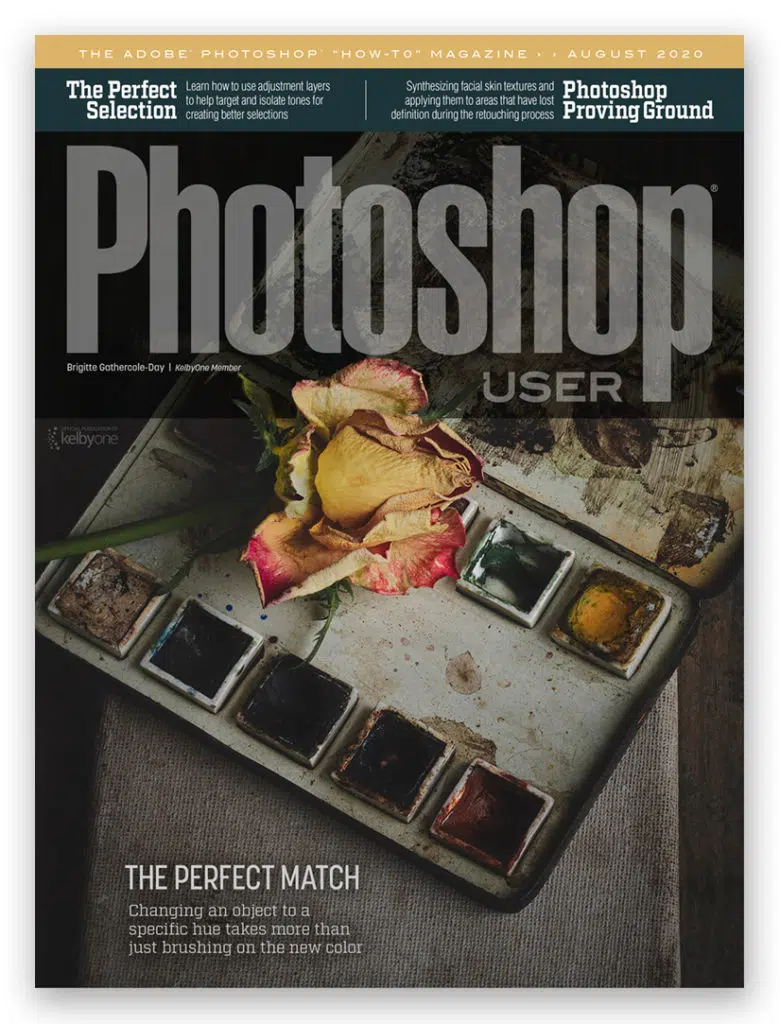 THE ADOBE® PHOTOSHOP® “HOW-TO” MAGAZINE › › AUGUST 2020
The Perfect
Selection
Learn how to use adjustment layers
to help target and isolate tones for
creating better selections
Synthesizing facial skin textures and
applying them to areas that have lost
definition during the retouching process
Photoshop
Proving Ground
Photoshop®
USER
Brigitte Gathercole-Day | KelbyOne Member
OFFICIAL PUBLICATION OF
kelbyone
THE PERFECT MATCH
Changing an object to a
specific hue takes more than
just brushing on the new color